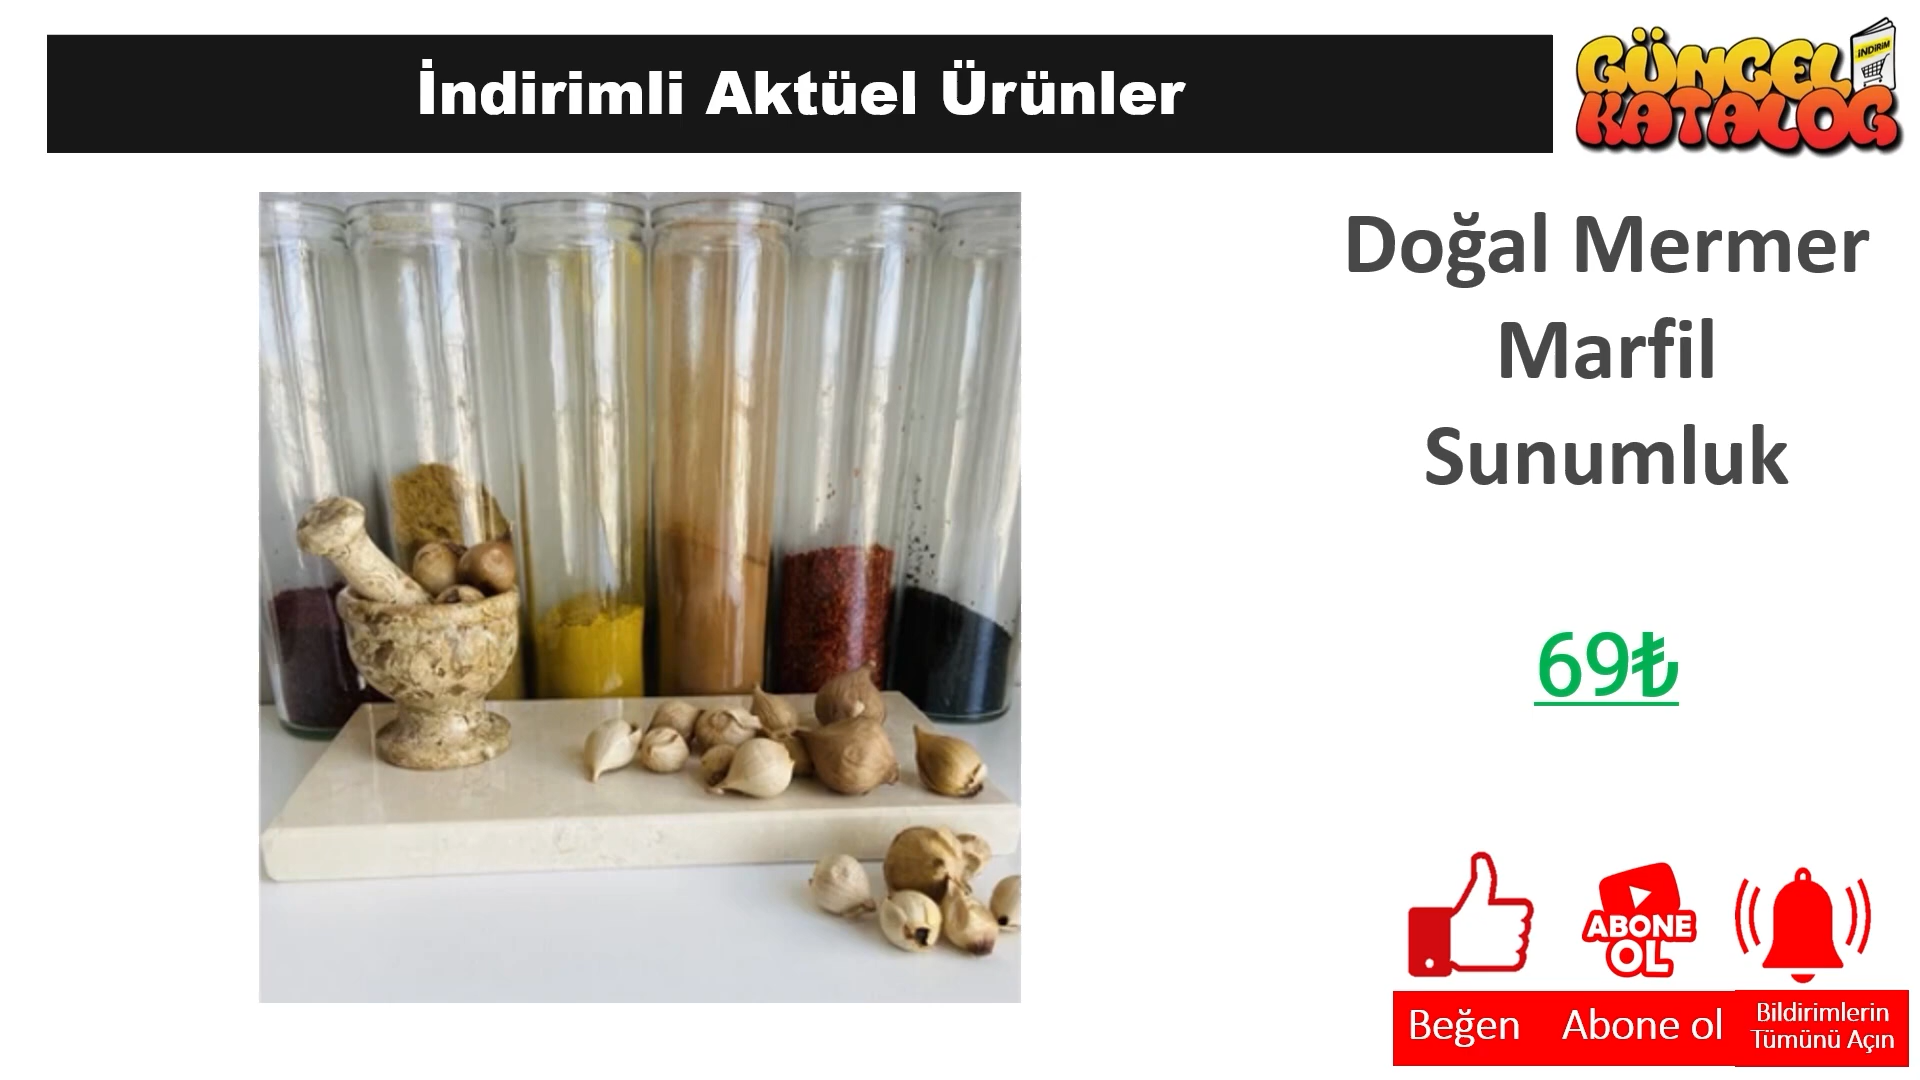 İndirimli Aktüel Ürünler
İNDİRİM
GÜNCEL
KATALOG
Doğal Mermer
Marfil
Sunumluk
69₺
ABONE
OL
Beğen
Abone ol
Bildirimlerin
Tümünü Açın